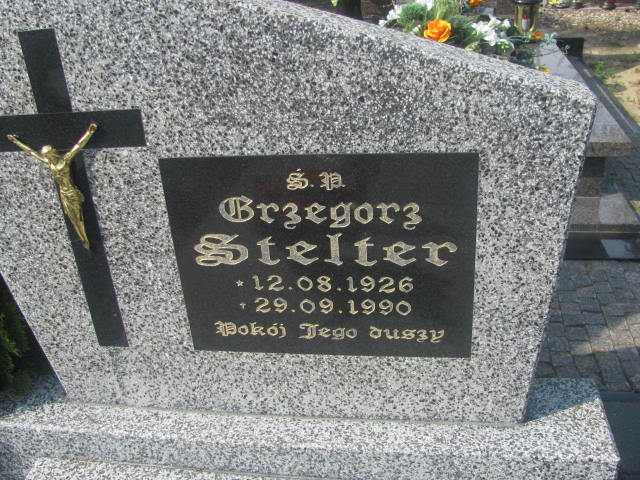 Ś.P.
Grzegorz
Stelter
* 12.08.1926
† 29.09.1990
Pokój Jego duszy